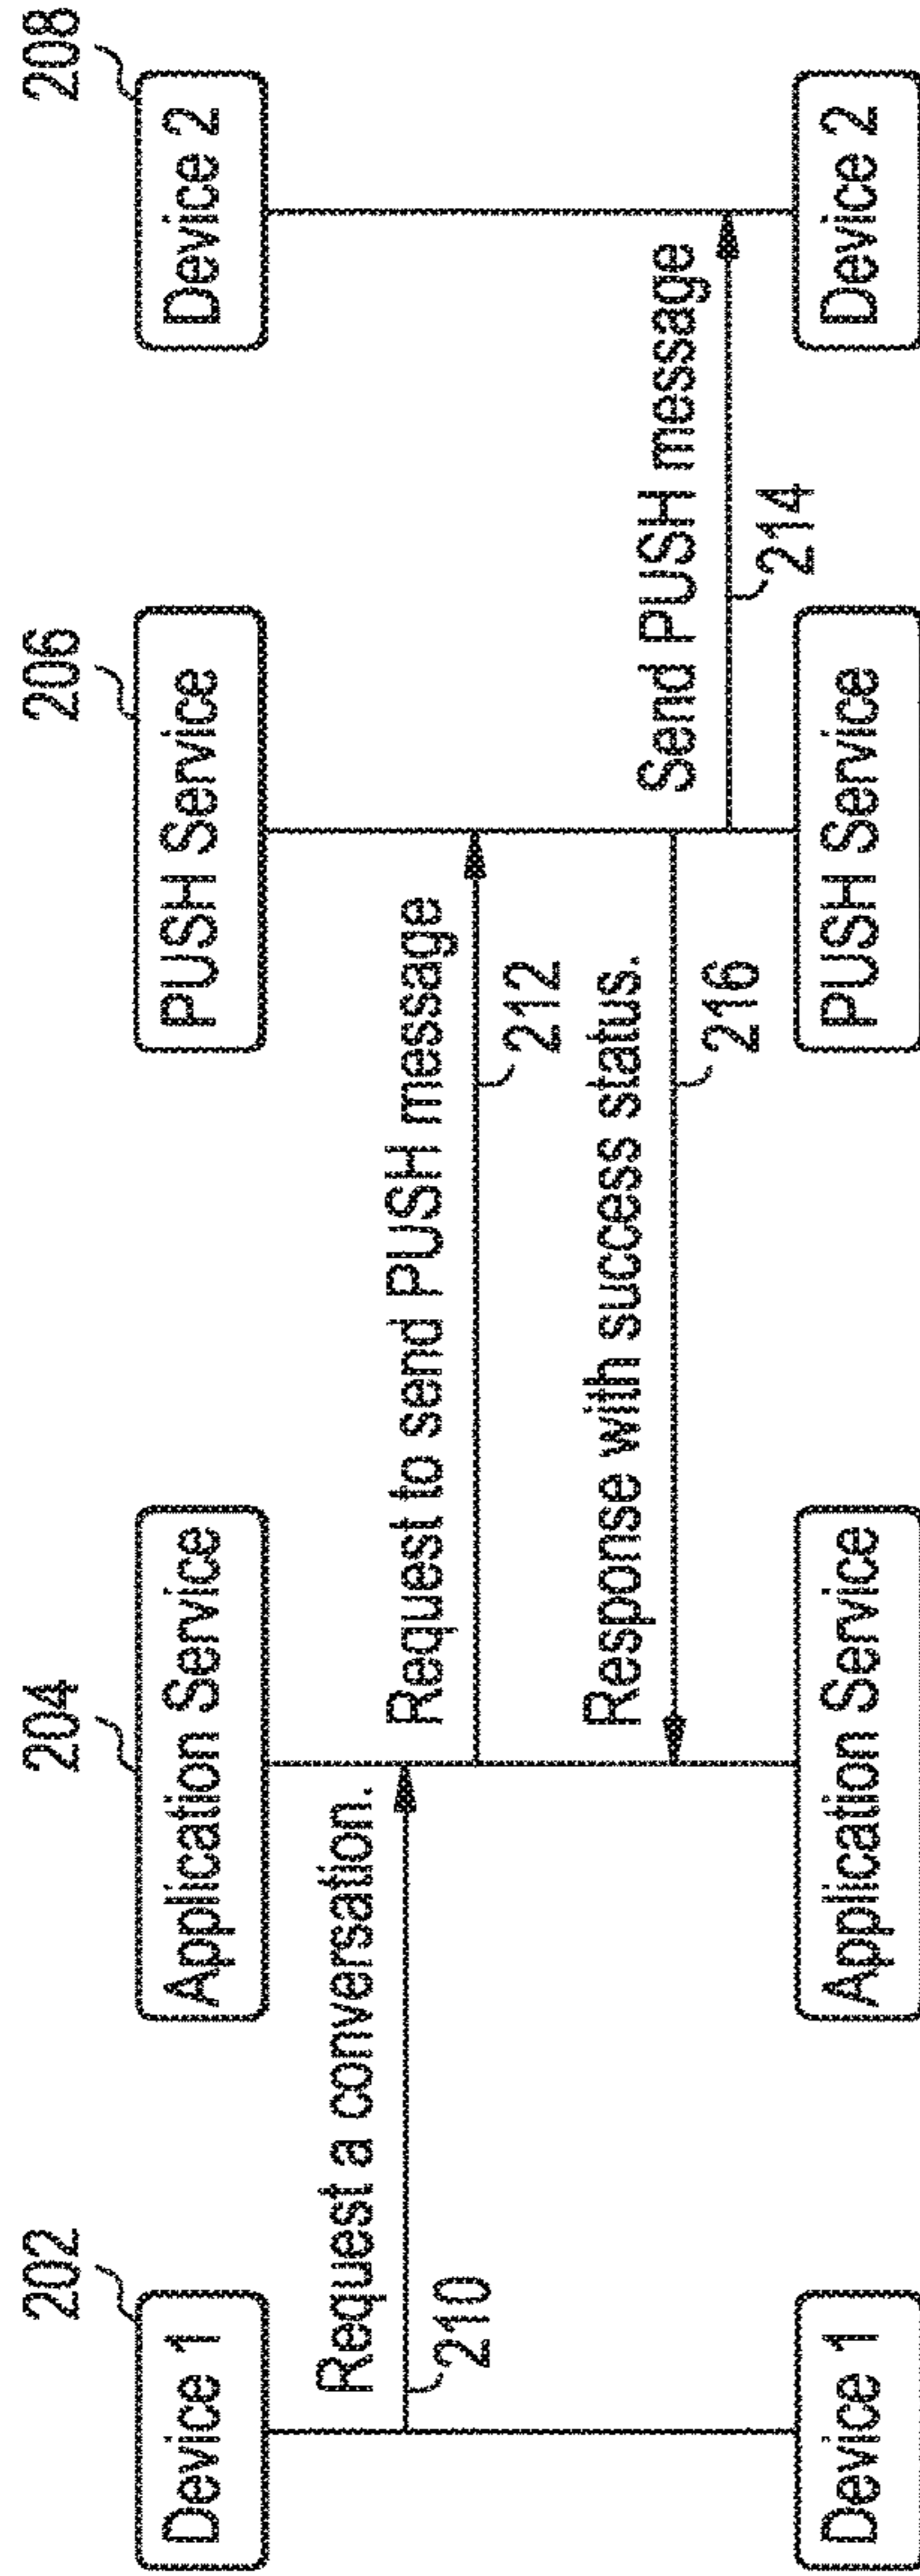 202
204
206
208
Device 1
Application Service
PUSH Service
Device 2
Request a conversation.
210
Request to send PUSH message
212
Response with success status.
216
Send PUSH message
214
Device 1
Application Service
PUSH Service
Device 2